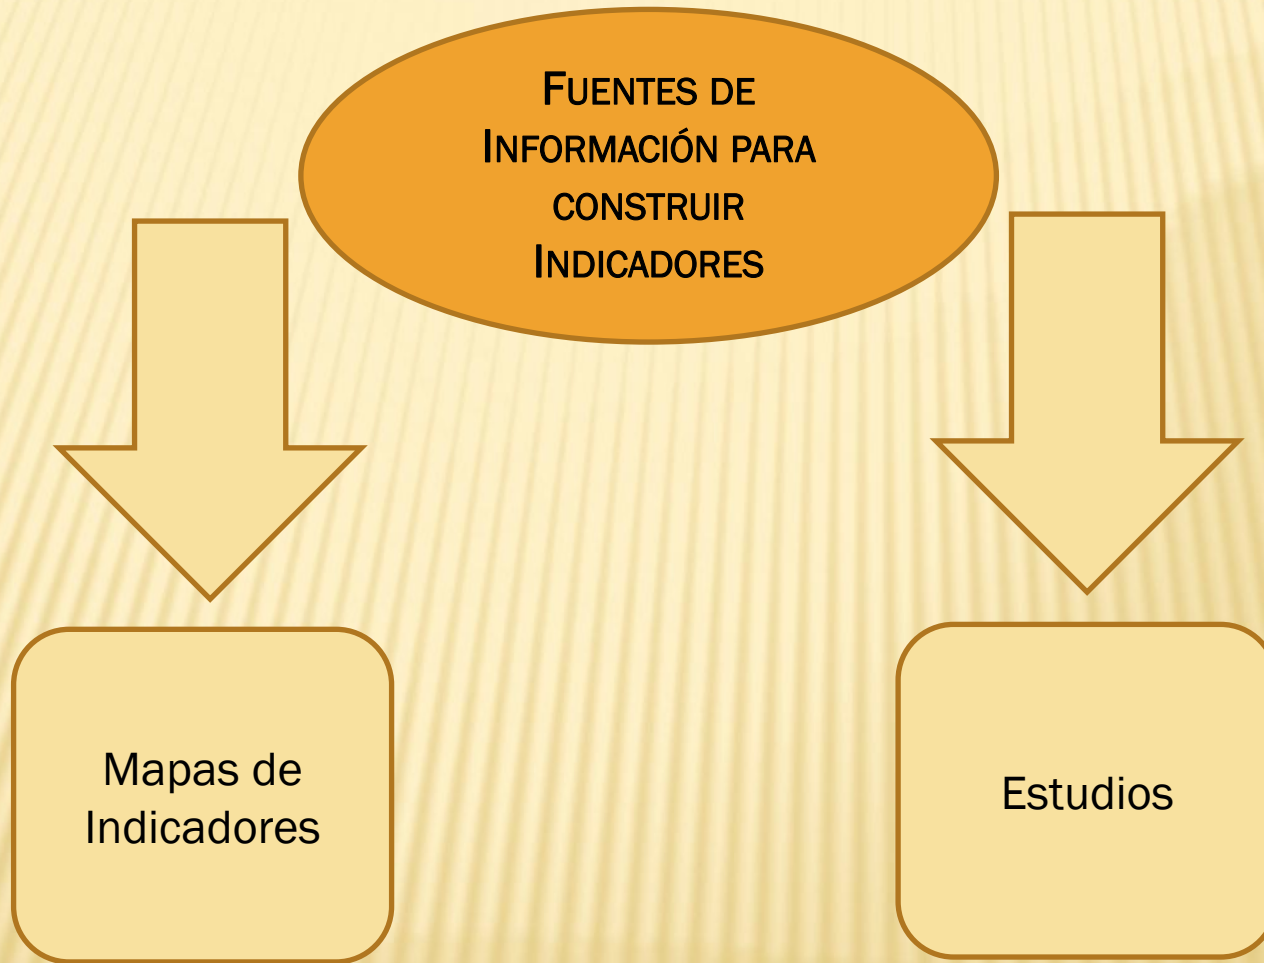 FUENTES DE
INFORMACIÓN PARA
CONSTRUIR
INDICADORES
Mapas de
Indicadores
Estudios